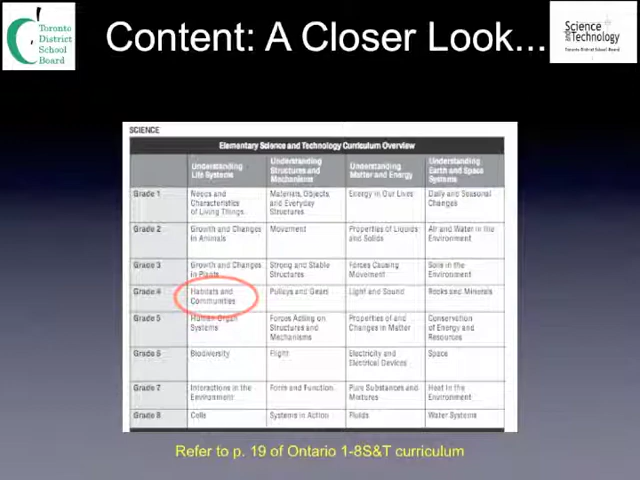 Toronto
District
School
Board
Content: A Closer Look...
Science
and Technology
Toronto District School Board
SCIENCE
Elementary Science and Technology Curriculum Overview
Understanding
Life Systems
Understanding
Structures and
Mechanisms
Understanding
Matter and Energy
Understanding
Earth and Space
Systems
Grade 1
Needs and
Characteristics
of Living Things
Materials, Objects
and Everyday
Structures
Energy in Our Lives
Daily and Seasonal
Changes
Grade 2
Growth and Changes
in Animals
Movement
Properties of Liquids
and Solids
Air and Water in the
Environment
Grade 3
Growth and Changes
in Plants
Strong and Stable
Structures
Forces Causing
Movement
Soils in the
Environment
Grade 4
Habitats and
Communities
Pulleys and Gears
Light and Sound
Rocks and Minerals
Grade 5
Human Organ
Systems
Forces Acting on
Structures and
Mechanisms
Properties of and
Changes in Matter
Conservation
of Energy and
Resources
Grade 6
Biodiversity
Flight
Electricity and
Electrical Devices
Space
Grade 7
Interactions in the
Environment
Form and Function
Pure Substances and
Mixtures
Heat in the
Environment
Grade 8
Cells
Systems in Action
Fluids
Water Systems
Refer to p. 19 of Ontario 1-8S&T curriculum